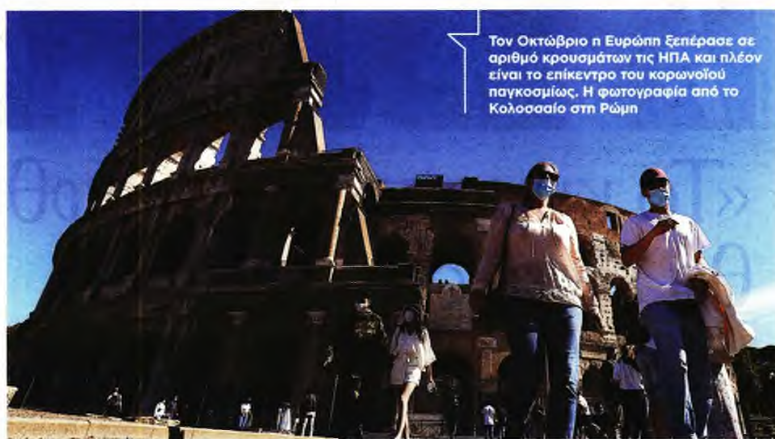 Τον Οκτώβριο η Ευρώπη ξεπέρασε σε
αριθμό κρουσμάτων τις ΗΠΑ και πλέον
είναι το επίκεντρο του κορωνοϊού
παγκοσμίως. Η φωτογραφία από το
Κολοσσαίο στη Ρώμη